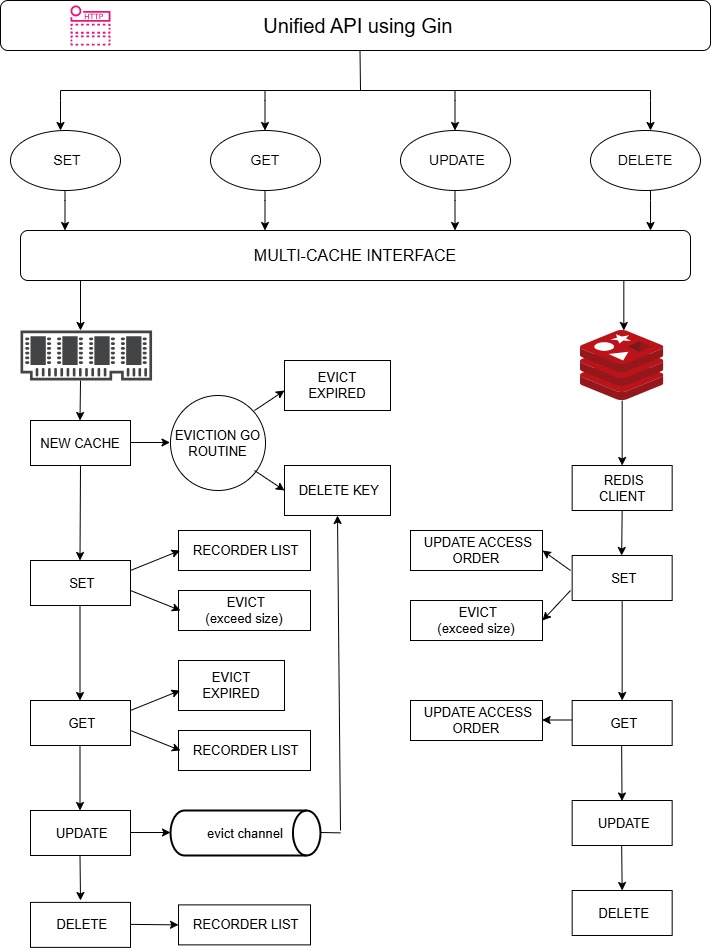 HTTP
Unified API using Gin
SET
GET
UPDATE
DELETE
MULTI-CACHE INTERFACE
EVICT
EXPIRED
NEW CACHE
EVICTION GO
ROUTINE
DELETE KEY
REDIS
CLIENT
RECORDER LIST
SET
EVICT
(exceed size)
UPDATE ACCESS
ORDER
SET
EVICT
(exceed size)
EVICT
EXPIRED
GET
RECORDER LIST
UPDATE ACCESS
ORDER
GET
UPDATE
evict channel
UPDATE
DELETE
RECORDER LIST
DELETE